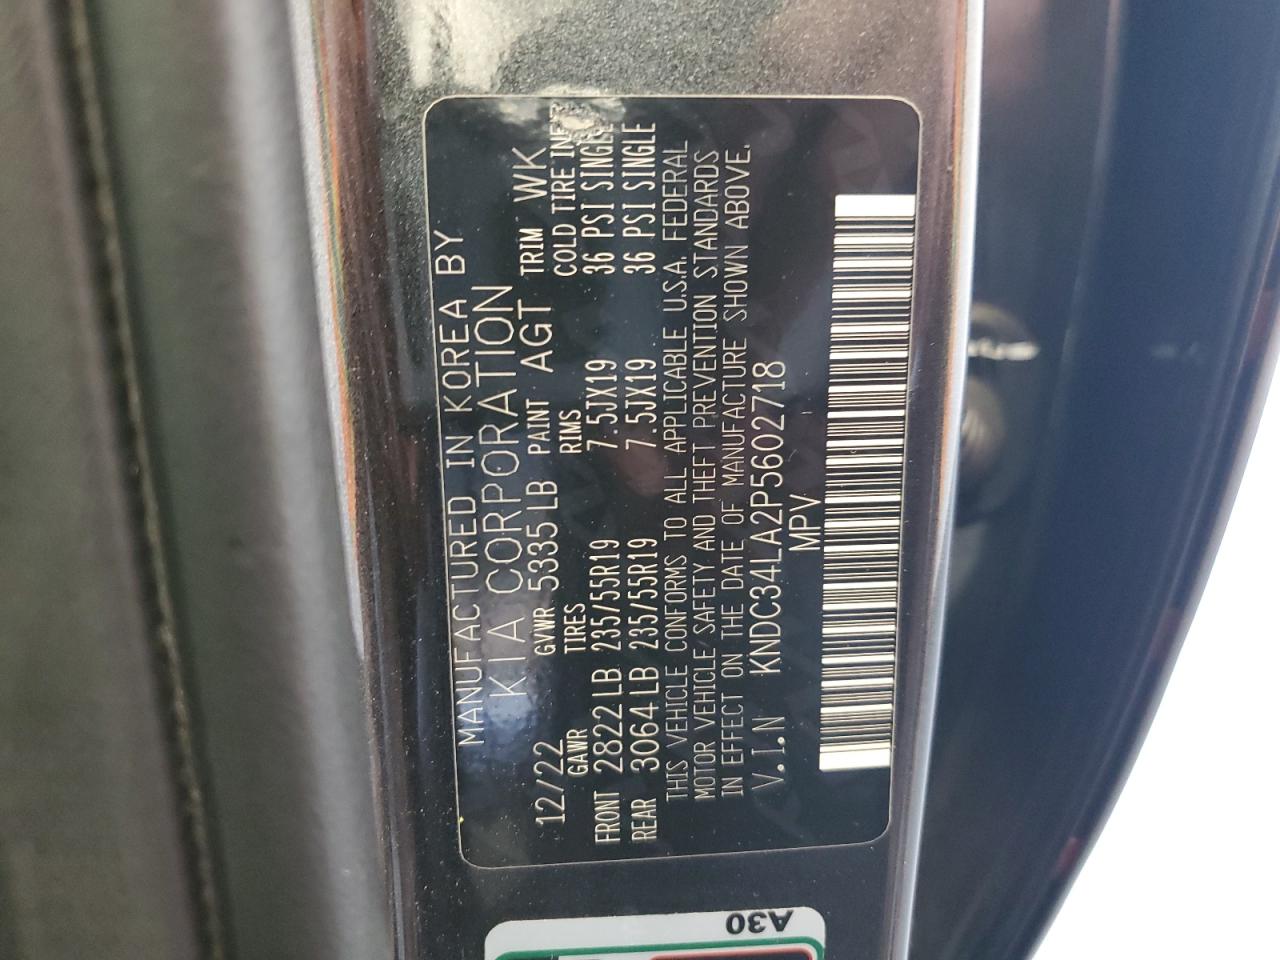 MANUFACTURED IN KOREA BY
KIA CORPORATION
12/22 GVWR 5335 LB PAINT AGT TRIM WK
GAWR TIRES RIMS COLD TIRE
FRONT 2822 LB 235/55R19 7.5JX19 36 PSI SINGLE
REAR 3064 LB 235/55R19 7.5JX19 36 PSI SINGLE
THIS VEHICLE CONFORMS TO ALL APPLICABLE U.S.A. FEDERAL
MOTOR VEHICLE SAFETY AND THEFT PREVENTION STANDARDS
IN EFFECT ON THE DATE OF MANUFACTURE SHOWN ABOVE.
V.I.N KNDC34LA2P5602718
MPV
A30